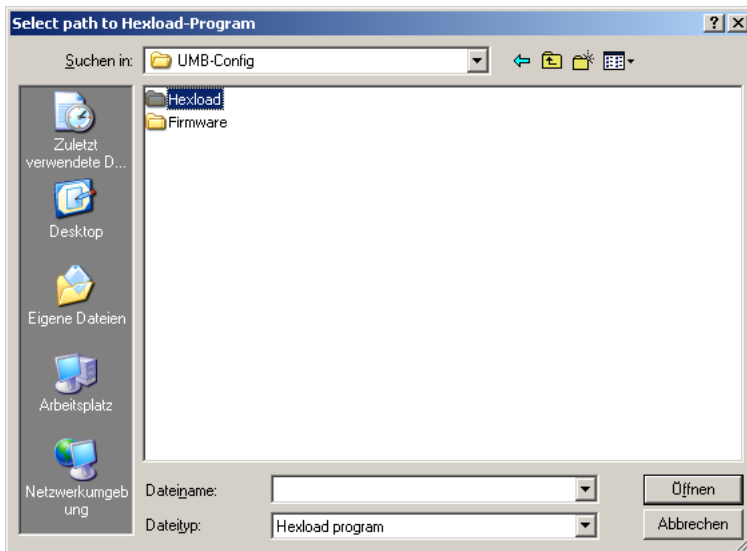 Select path to Hexload-Program
Suchen in:
UMB-Config
Hexload
Firmware
Zuletzt
verwendete D...
Desktop
Eigene Dateien
Arbeitsplatz
Netzwerkumgeb
ung
Dateiname:
Öffnen
Dateityp:
Hexload program
Abbrechen